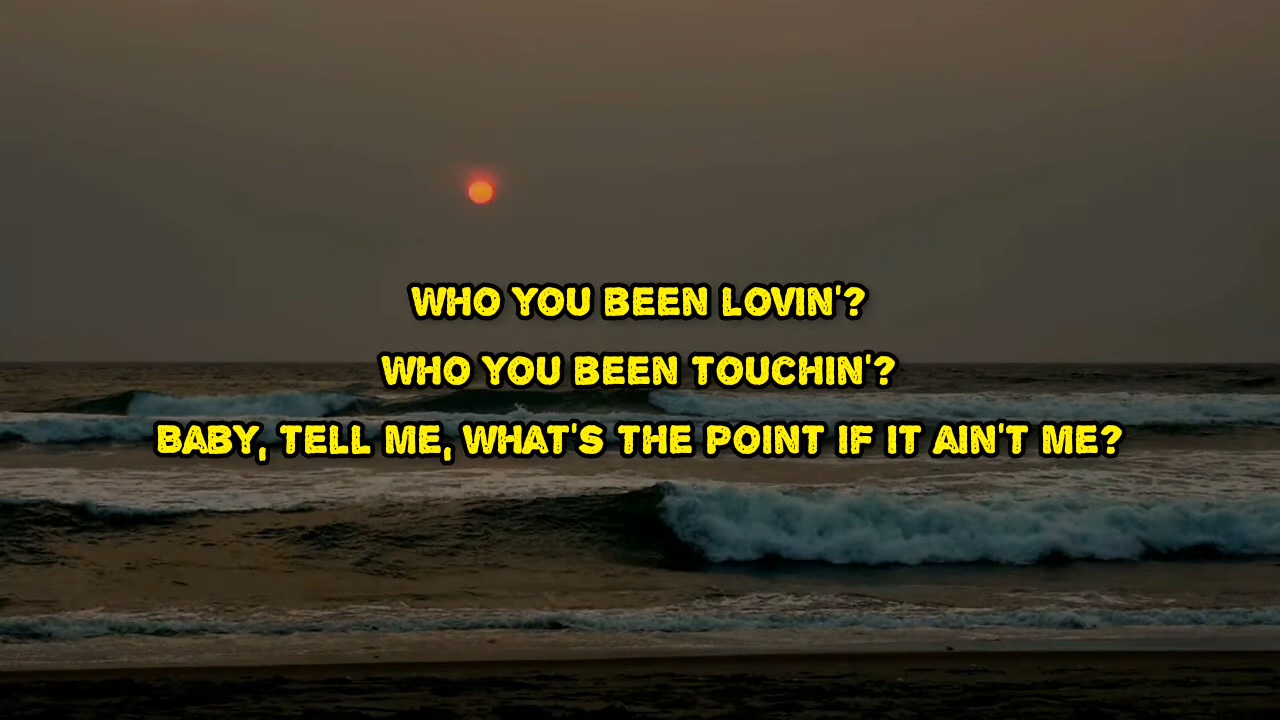 WHO YOU BEEN LOVIN'?
WHO YOU BEEN TOUCHIN'?
BABY, TELL ME, WHAT'S THE POINT IF IT AIN'T ME?